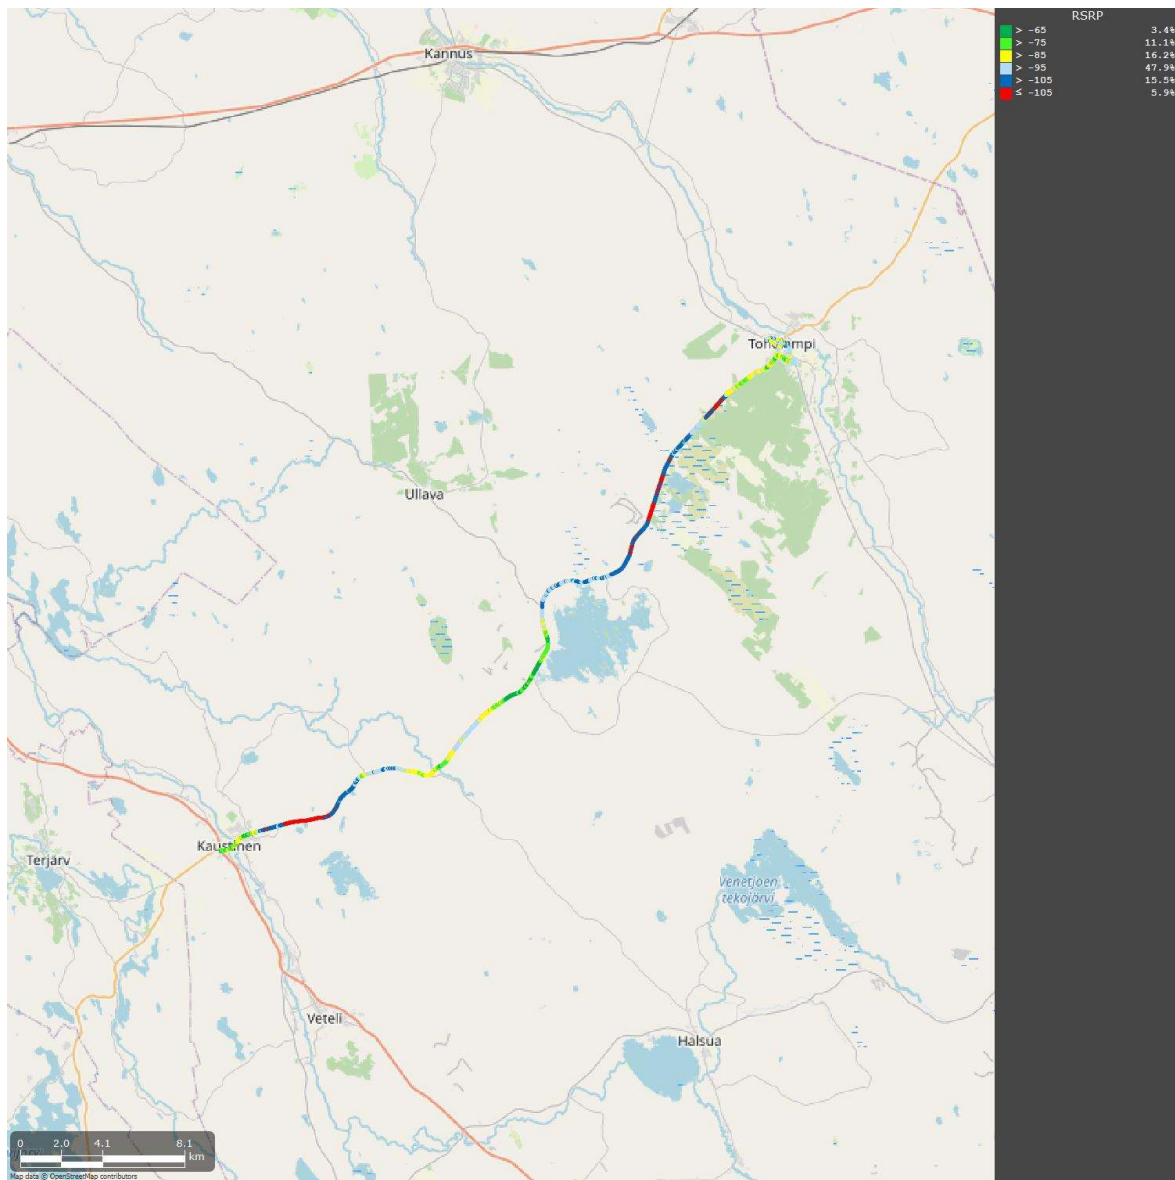 RSRP
> -65 3.4%
> -75 11.1%
> -85 16.2%
> -95 47.9%
> -105 15.5%
≤ -105 5.9%
Kannus
Ullava
Kaustinen
Terjärv
Venetjoen
tekojärvi
Veteli
Halsua
0 2.0 4.1 8.1
km
Map data © OpenStreetMap contributors